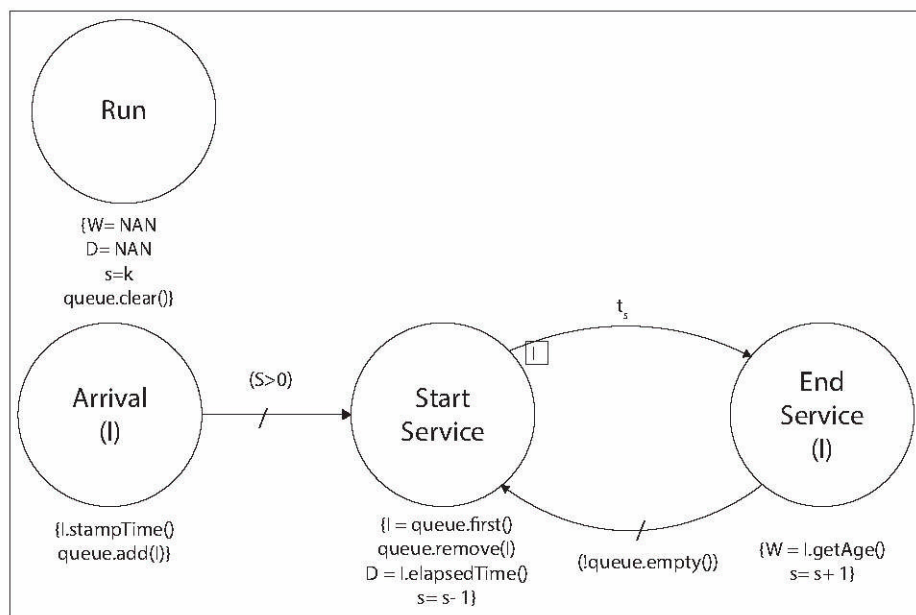 Run
{W= NAN
D= NAN
s=k
queue.clear()}
Arrival
(I)
{I.stampTime()
queue.add(I)}
(S>0)
Start
Service
{I = queue.first()
queue.remove(I)
D = I.elapsedTime()
s= s- 1}
t_s
I
(!queue.empty())
End
Service
(I)
{W = I.getAge()
s= s+ 1}